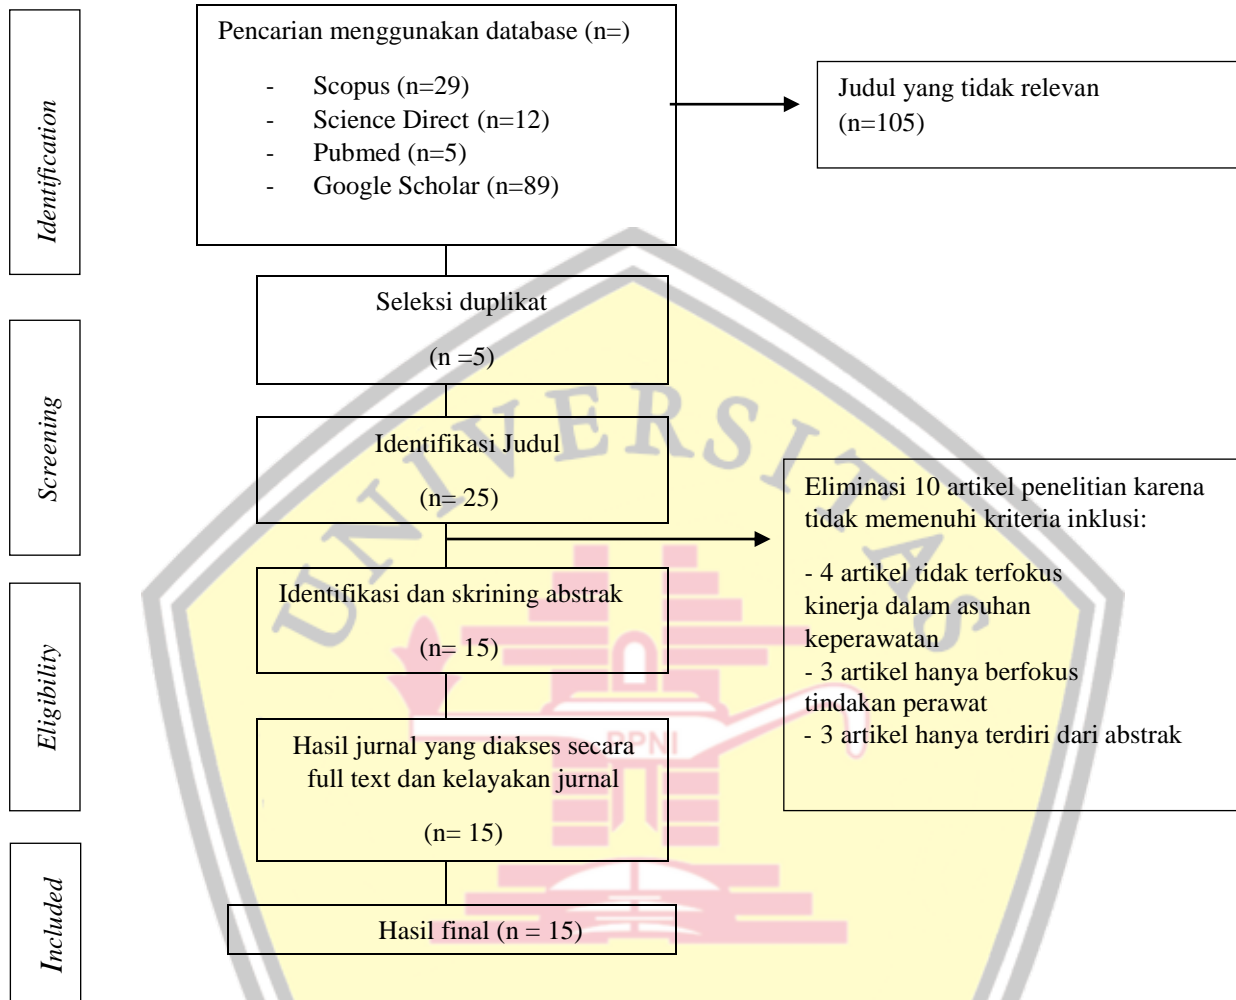 Identification
Pencarian menggunakan database (n=)
- Scopus (n=29)
- Science Direct (n=12)
- Pubmed (n=5)
- Google Scholar (n=89)
Judul yang tidak relevan
(n=105)
Screening
Seleksi duplikat
(n =5)
Identifikasi Judul
(n= 25)
Eliminasi 10 artikel penelitian karena
tidak memenuhi kriteria inklusi:
- 4 artikel tidak terfokus
kinerja dalam asuhan
keperawatan
- 3 artikel hanya berfokus
tindakan perawat
- 3 artikel hanya terdiri dari abstrak
Eligibility
Identifikasi dan skrining abstrak
(n= 15)
Hasil jurnal yang diakses secara
full text dan kelayakan jurnal
(n= 15)
Included
Hasil final (n = 15)
UNIVERSITAS
PPNI